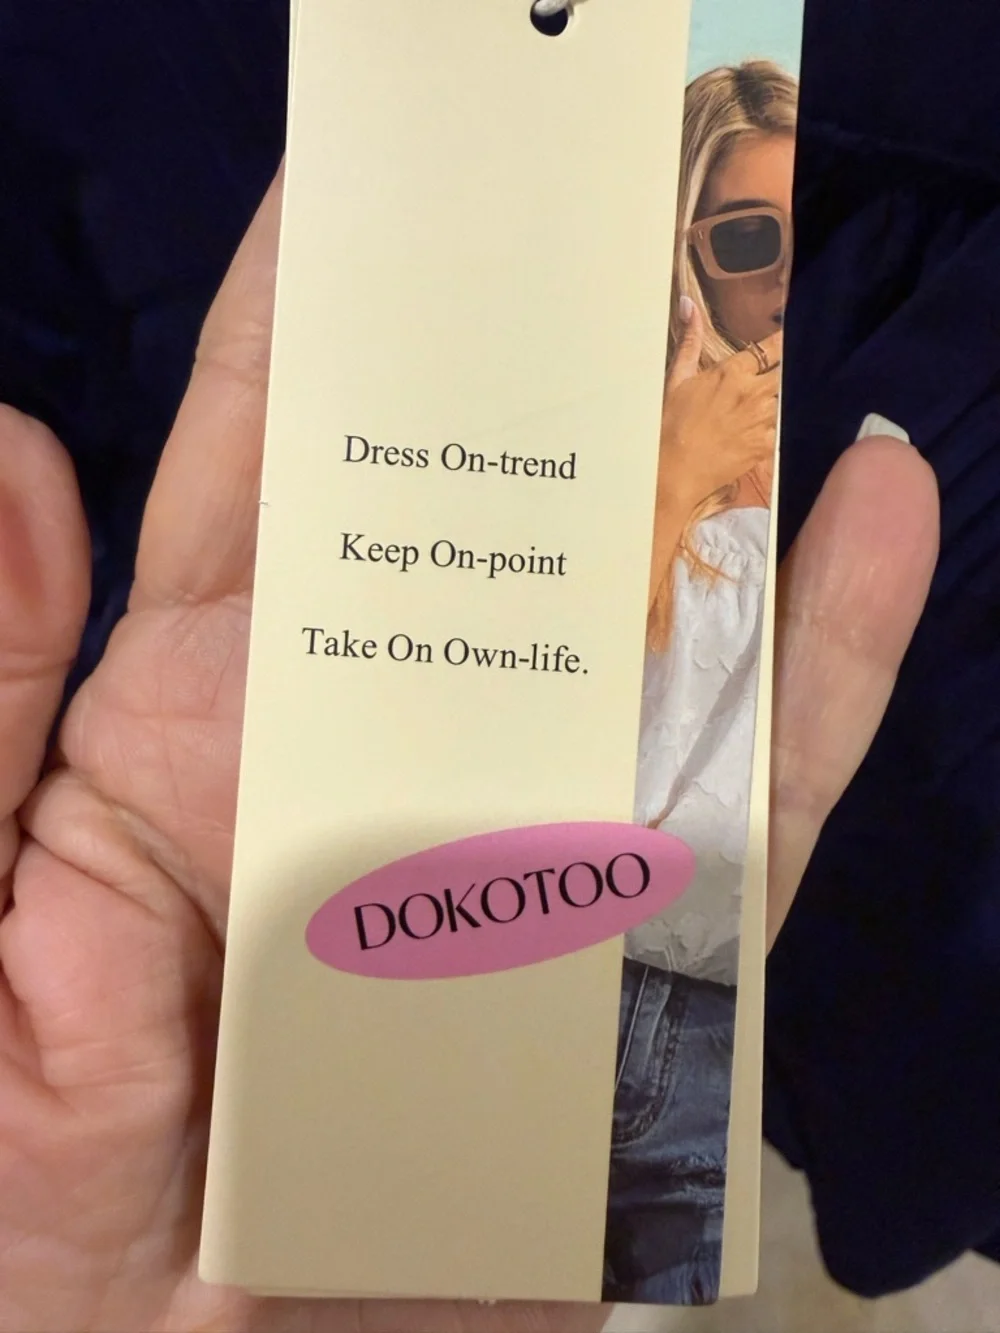 Dress On-trend
Keep On-point
Take On Own-life.
DOKOTOO